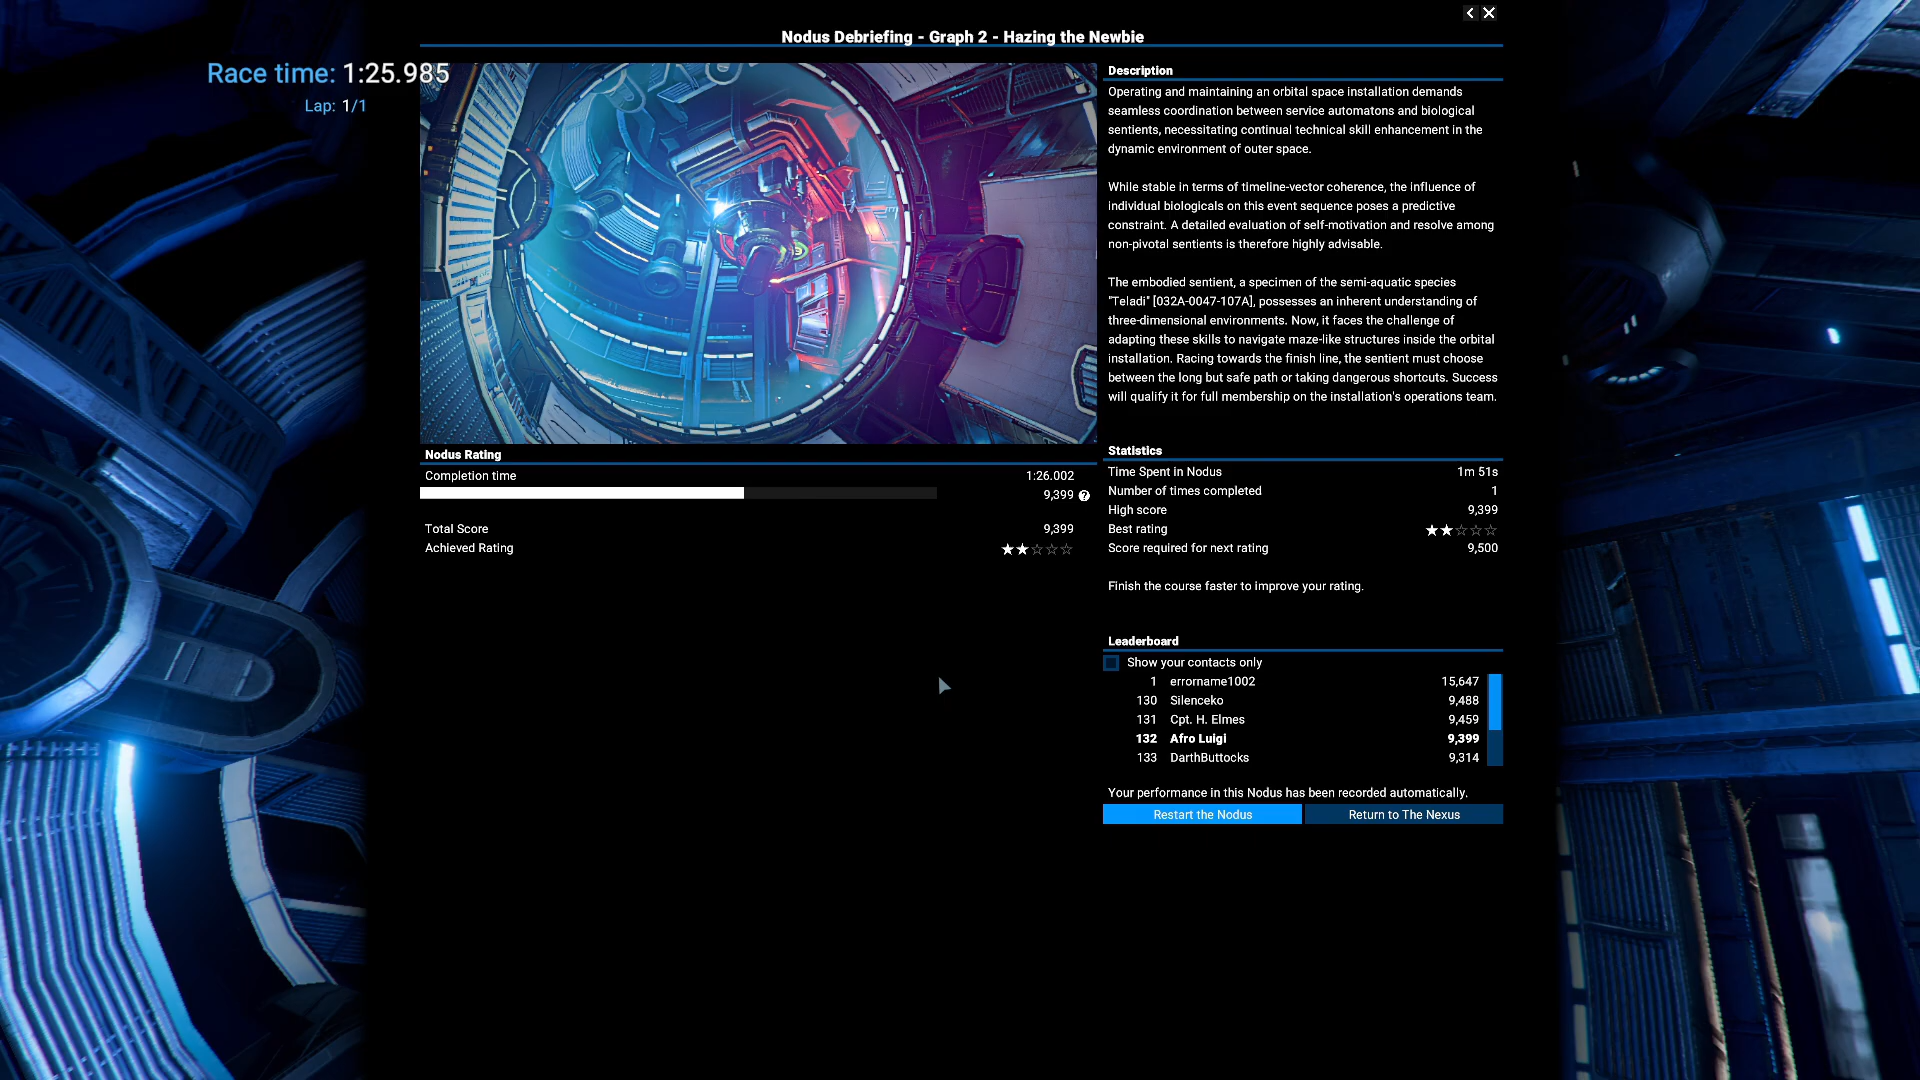 Nodus Debriefing - Graph 2 - Hazing the Newbie
Race time: 1:25.985
Lap: 1/1
Description
Operating and maintaining an orbital space installation demands
seamless coordination between service automatons and biological
sentients, necessitating continual technical skill enhancement in the
dynamic environment of outer space.
While stable in terms of timeline-vector coherence, the influence of
individual biologicals on this event sequence poses a predictive
constraint. A detailed evaluation of self-motivation and resolve among
non-pivotal sentients is therefore highly advisable.
The embodied sentient, a specimen of the semi-aquatic species
"Teladi" [032A-0047-107A], possesses an inherent understanding of
three-dimensional environments. Now, it faces the challenge of
adapting these skills to navigate maze-like structures inside the orbital
installation. Racing towards the finish line, the sentient must choose
between the long but safe path or taking dangerous shortcuts. Success
will qualify it for full membership on the installation's operations team.
Nodus Rating
Completion time 1:26.002
9,399 ?
Total Score 9,399
Achieved Rating ★★☆☆☆
Statistics
Time Spent in Nodus 1m 51s
Number of times completed 1
High score 9,399
Best rating ★★☆☆☆
Score required for next rating 9,500
Finish the course faster to improve your rating.
Leaderboard
Show your contacts only
1 errorname1002 15,647
130 Silenceko 9,488
131 Cpt. H. Elmes 9,459
132 Afro Luigi 9,399
133 DarthButtocks 9,314
Your performance in this Nodus has been recorded automatically.
Restart the Nodus Return to The Nexus